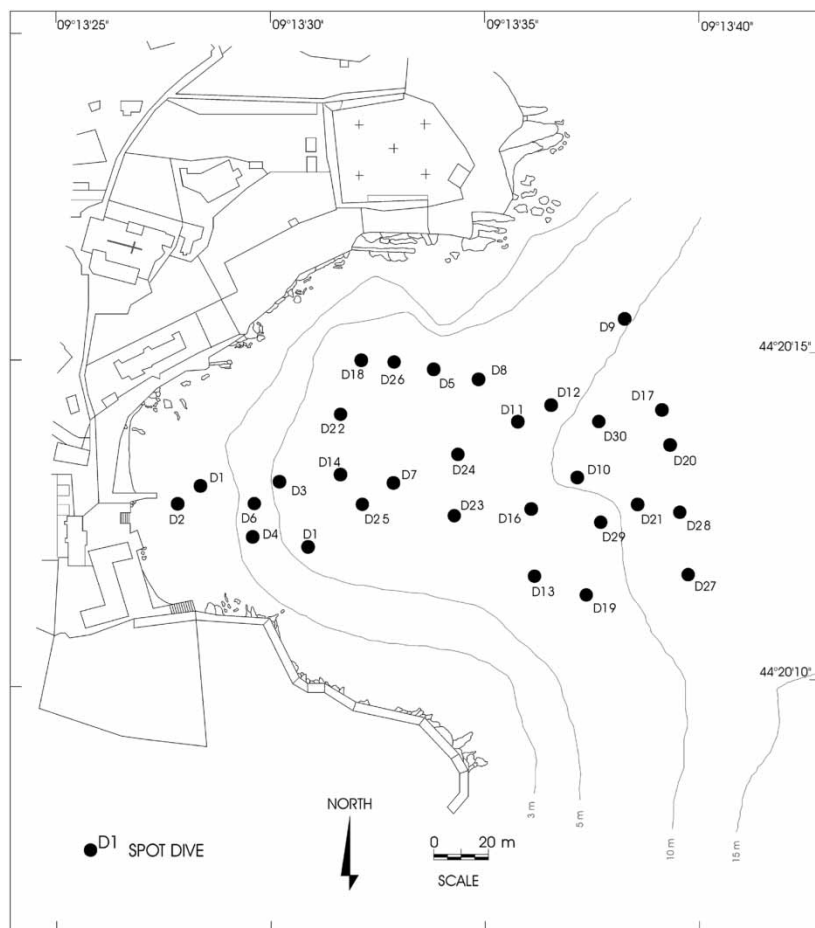 09°13'25" 09°13'30" 09°13'35" 09°13'40"
D9
44°20'15"
D18 D26 D5 D8
D12 D17
D22 D11 D30
D24 D20
D14 D7 D10
D1 D3
D2 D6 D25 D23 D16 D21 D28
D4 D1 D29
D13 D19 D27
44°20'10"
3 m 5 m 10 m 15 m
NORTH
D1 SPOT DIVE
0 20 m
SCALE